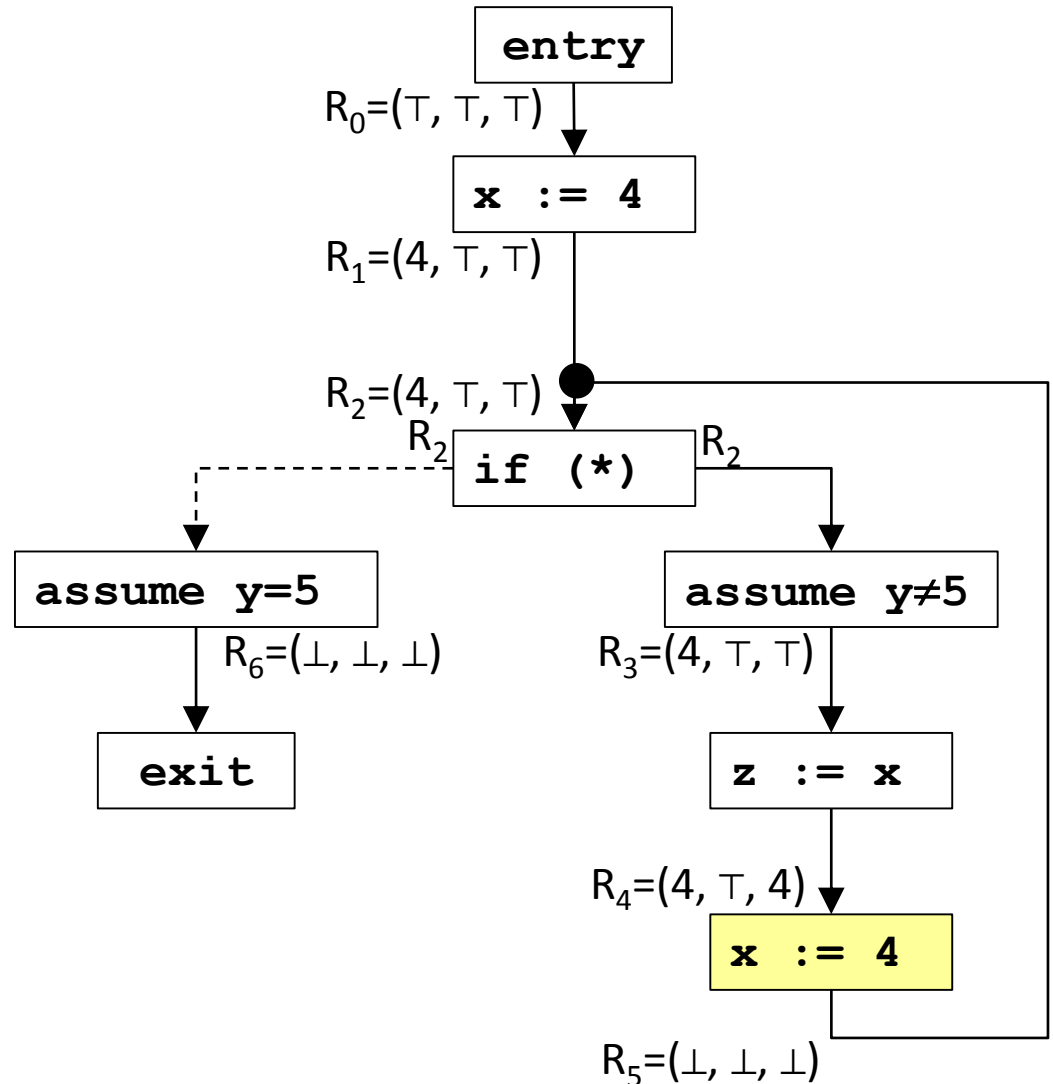 entry
R₀=(⊤, ⊤, ⊤)
x := 4
R₁=(4, ⊤, ⊤)
R₂=(4, ⊤, ⊤)
R₂
if (*)
R₂
assume y=5
assume y≠5
R₆=(⊥, ⊥, ⊥)
R₃=(4, ⊤, ⊤)
exit
z := x
R₄=(4, ⊤, 4)
x := 4
R₅=(⊥, ⊥, ⊥)